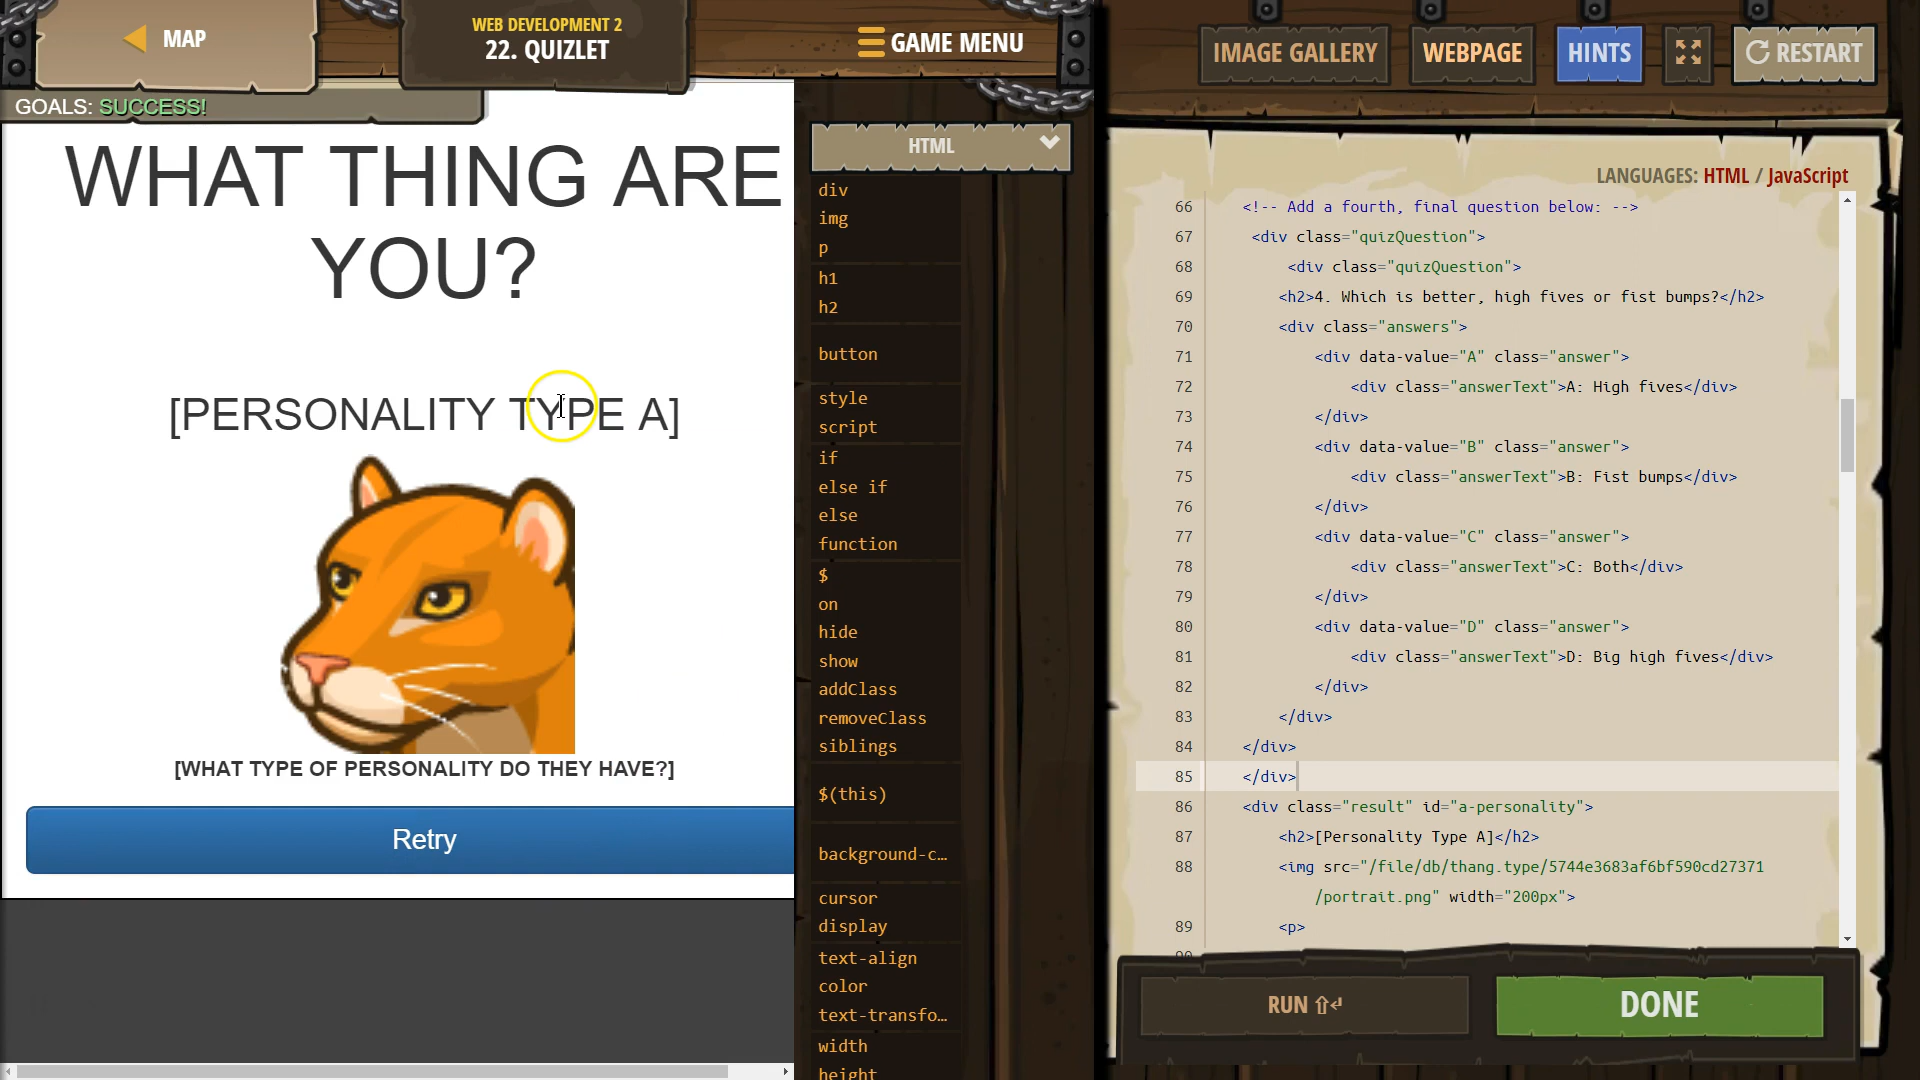 MAP
WEB DEVELOPMENT 2
22. QUIZLET
GAME MENU
IMAGE GALLERY
WEBPAGE
HINTS
RESTART
GOALS: SUCCESS!
WHAT THING ARE
YOU?
[PERSONALITY TYPE A]
[WHAT TYPE OF PERSONALITY DO THEY HAVE?]
Retry
HTML
div
img
p
h1
h2
button
style
script
if
else if
else
function
$
on
hide
show
addClass
removeClass
siblings
$(this)
background-c...
cursor
display
text-align
color
text-transfo...
width
height
LANGUAGES: HTML / JavaScript
66 <!-- Add a fourth, final question below: -->
67 <div class="quizQuestion">
68 <div class="quizQuestion">
69 <h2>4. Which is better, high fives or fist bumps?</h2>
70 <div class="answers">
71 <div data-value="A" class="answer">
72 <div class="answerText">A: High fives</div>
73 </div>
74 <div data-value="B" class="answer">
75 <div class="answerText">B: Fist bumps</div>
76 </div>
77 <div data-value="C" class="answer">
78 <div class="answerText">C: Both</div>
79 </div>
80 <div data-value="D" class="answer">
81 <div class="answerText">D: Big high fives</div>
82 </div>
83 </div>
84 </div>
85 </div>
86 <div class="result" id="a-personality">
87 <h2>[Personality Type A]</h2>
88 <img src="/file/db/thang.type/5744e3683af6bf590cd27371
/portrait.png" width="200px">
89 <p>
90
RUN ⇧↵
DONE